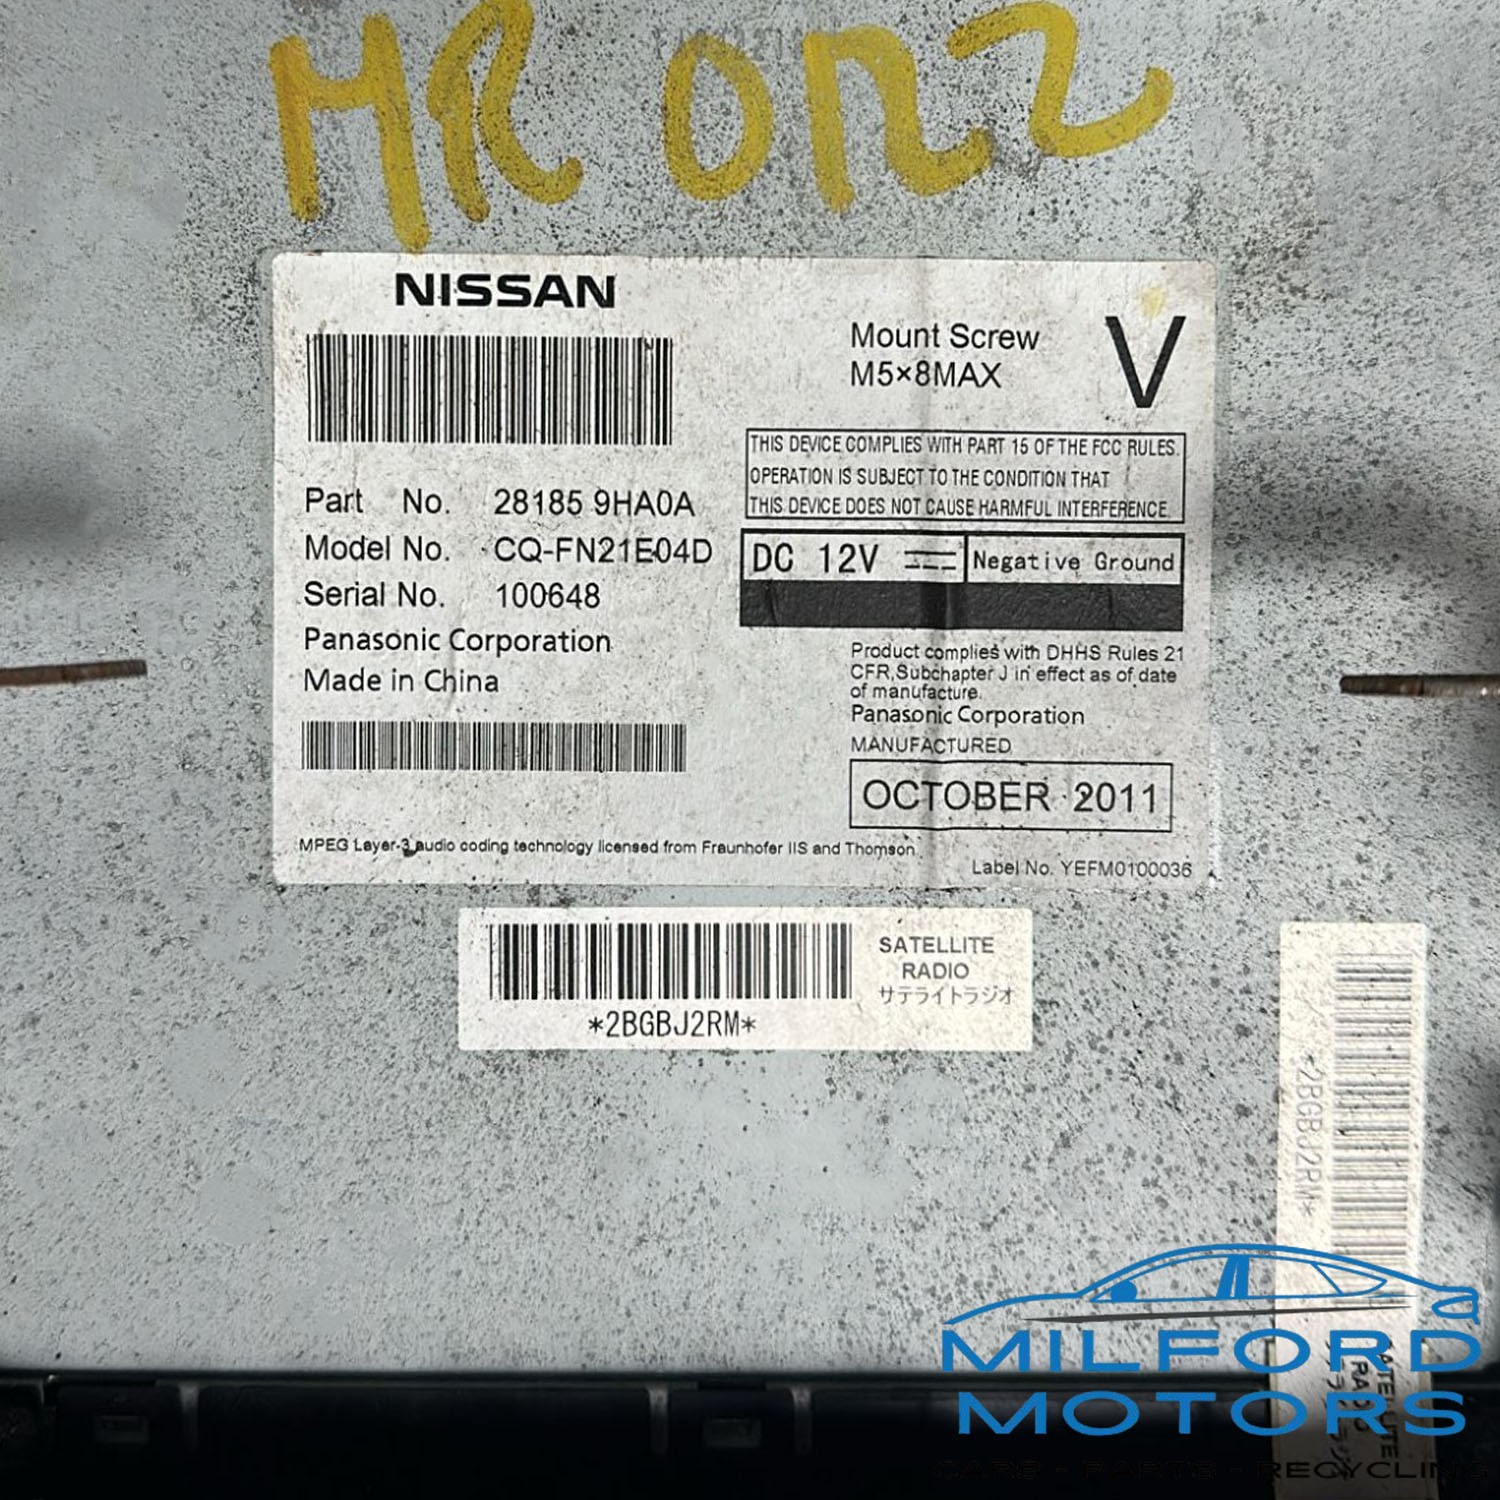 NISSAN
Mount Screw
M5×8MAX
V
THIS DEVICE COMPLIES WITH PART 15 OF THE FCC RULES.
OPERATION IS SUBJECT TO THE CONDITION THAT
THIS DEVICE DOES NOT CAUSE HARMFUL INTERFERENCE.
Part No. 28185 9HA0A
Model No. CQ-FN21E04D
Serial No. 100648
Panasonic Corporation
Made in China
DC 12V
Negative Ground
Product complies with DHHS Rules 21
CFR,Subchapter J in effect as of date
of manufacture.
Panasonic Corporation
MANUFACTURED
OCTOBER 2011
MPEG Layer-3 audio coding technology licensed from Fraunhofer IIS and Thomson.
Label No. YEFM0100036
SATELLITE
RADIO
サテライトラジオ
*2BGBJ2RM*
*2BGBJ2RM*
SATELLITE
RADIO
MILFORD
MOTORS
CARS - PARTS - RECYCLING